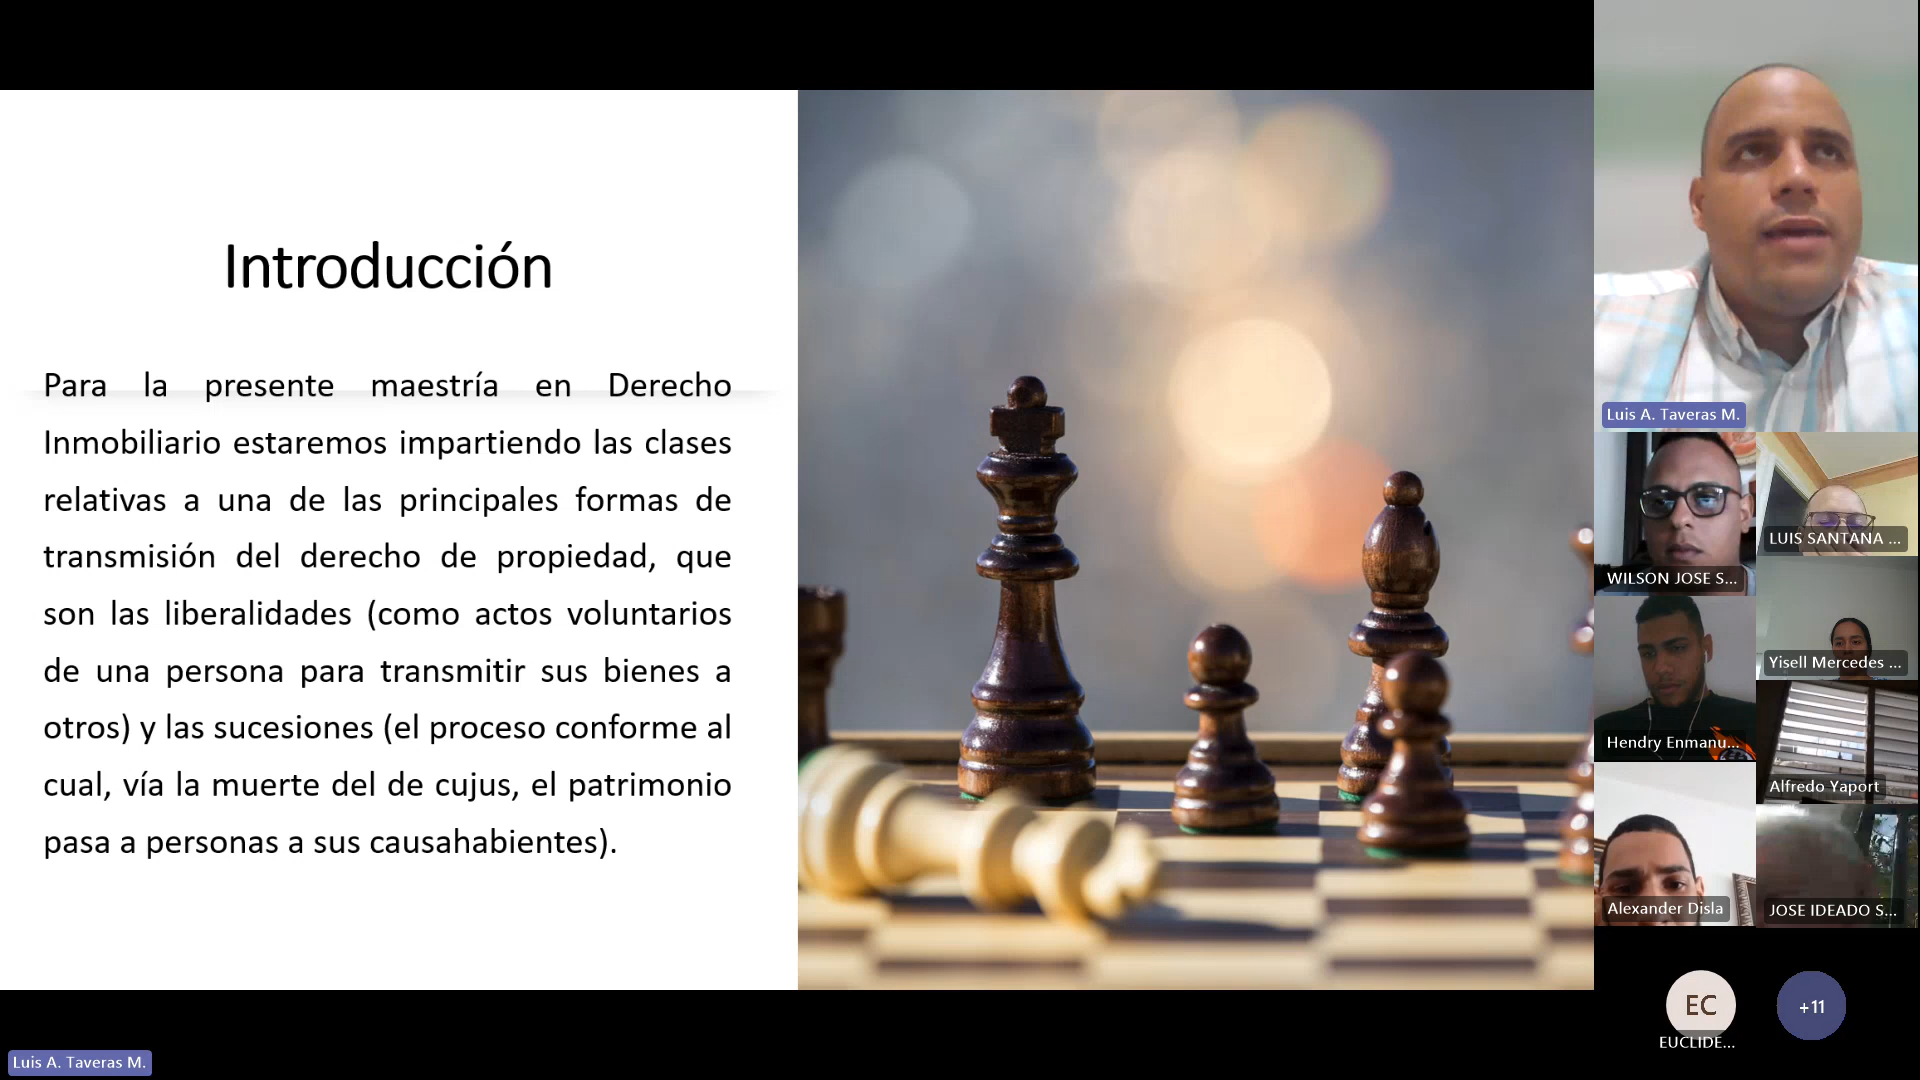 Introducción
Para la presente maestría en Derecho
Inmobiliario estaremos impartiendo las clases
relativas a una de las principales formas de
transmisión del derecho de propiedad, que
son las liberalidades (como actos voluntarios
de una persona para transmitir sus bienes a
otros) y las sucesiones (el proceso conforme al
cual, vía la muerte del de cujus, el patrimonio
pasa a personas a sus causahabientes).
Luis A. Taveras M.
Luis A. Taveras M.
WILSON JOSE S...
LUIS SANTANA ...
Hendry Enmanu...
Yisell Mercedes ...
Alfredo Yaport
Alexander Disla
JOSE IDEADO S...
EC
EUCLIDE...
+11